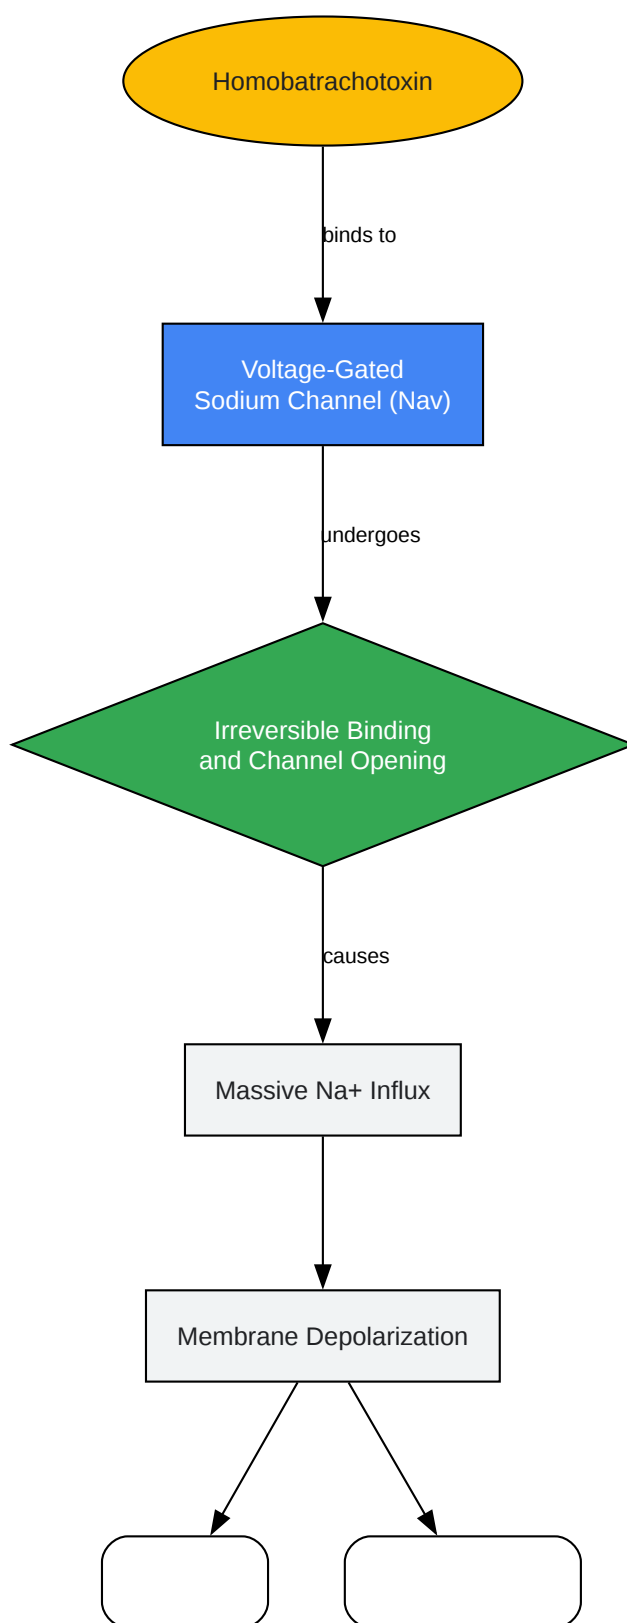 Homobatrachotoxin
binds to
Voltage-Gated
Sodium Channel (Nav)
undergoes
Irreversible Binding
and Channel Opening
causes
Massive Na+ Influx
Membrane Depolarization